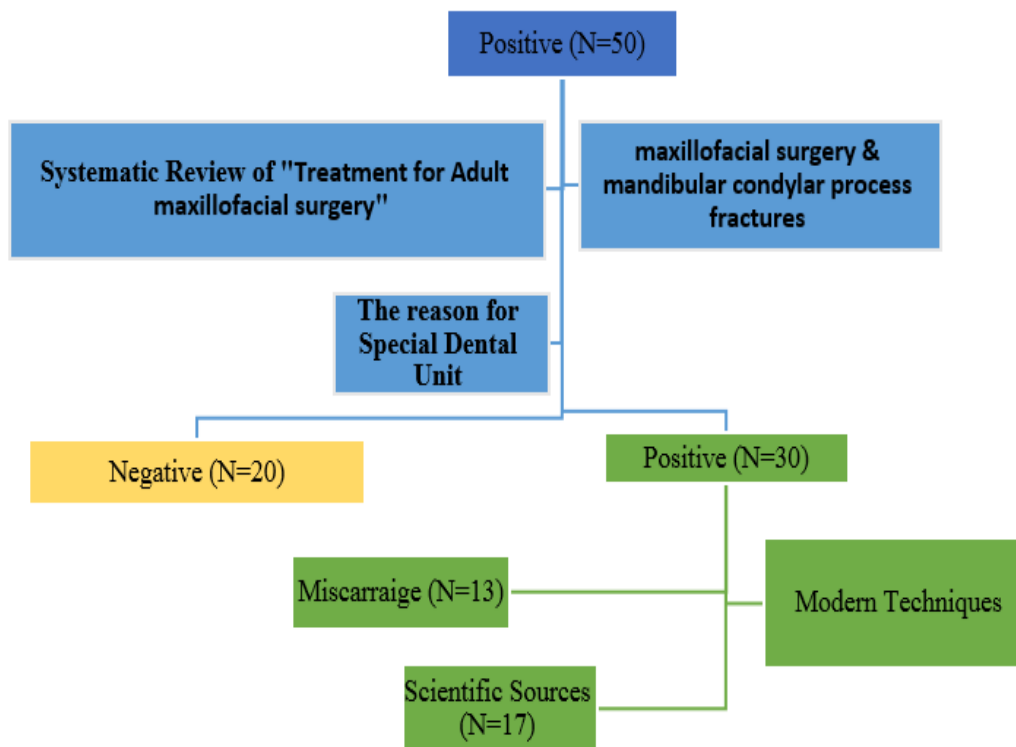 Positive (N=50)
Systematic Review of "Treatment for Adult
maxillofacial surgery"
maxillofacial surgery &
mandibular condylar process
fractures
The reason for
Special Dental
Unit
Negative (N=20)
Positive (N=30)
Miscarraige (N=13)
Modern Techniques
Scientific Sources
(N=17)